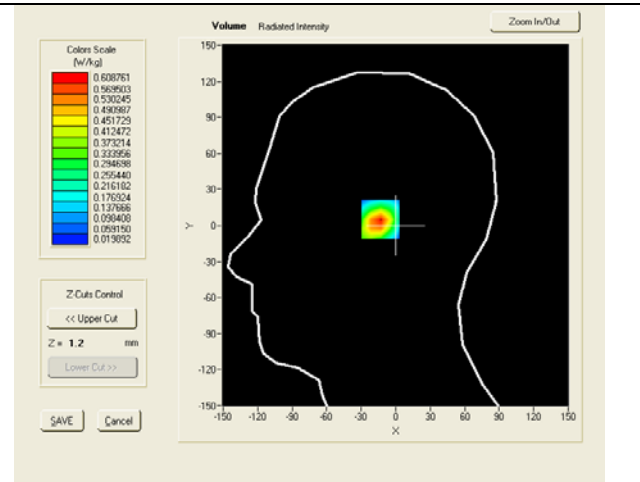 Volume Radiated Intensity
Zoom In/Out
Colors Scale
(W/kg)
0.608761
0.569503
0.530245
0.490987
0.451729
0.412472
0.373214
0.333956
0.294698
0.255440
0.216182
0.176924
0.137666
0.098408
0.059150
0.019892
Z-Cuts Control
<< Upper Cut
Z = 1.2 mm
Lower Cut >>
SAVE Cancel
150
120
90
60
30
0
-30
-60
-90
-120
-150
Y
-150 -120 -90 -60 -30 0 30 60 90 120 150
X